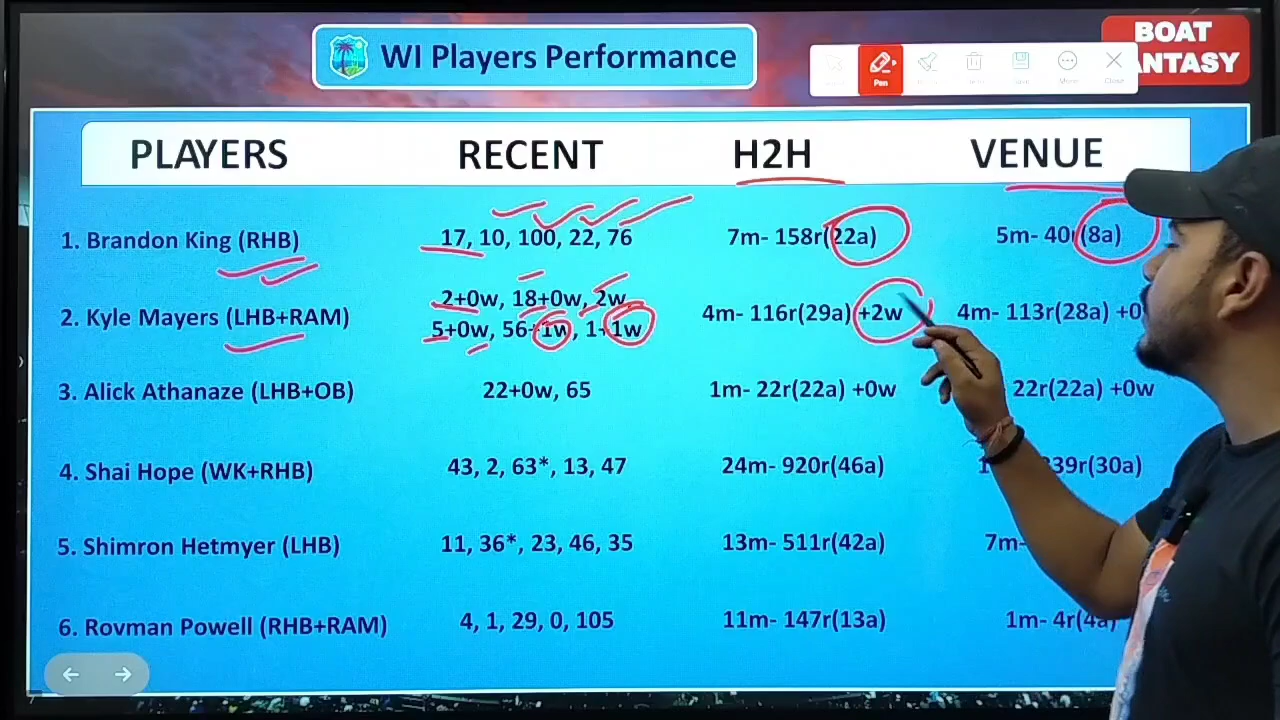 WI Players Performance
BOAT
ANTASY
Pen
Close
PLAYERS RECENT H2H VENUE
1. Brandon King (RHB) 17, 10, 100, 22, 76 7m- 158r(22a) 5m- 40r(8a)
2. Kyle Mayers (LHB+RAM) 2+0w, 18+0w, 2w 4m- 116r(29a) +2w 4m- 113r(28a) +0
5+0w, 56+1w, 1+1w
3. Alick Athanaze (LHB+OB) 22+0w, 65 1m- 22r(22a) +0w 22r(22a) +0w
4. Shai Hope (WK+RHB) 43, 2, 63*, 13, 47 24m- 920r(46a) 39r(30a)
5. Shimron Hetmyer (LHB) 11, 36*, 23, 46, 35 13m- 511r(42a) 7m-
6. Rovman Powell (RHB+RAM) 4, 1, 29, 0, 105 11m- 147r(13a) 1m- 4r(4a)